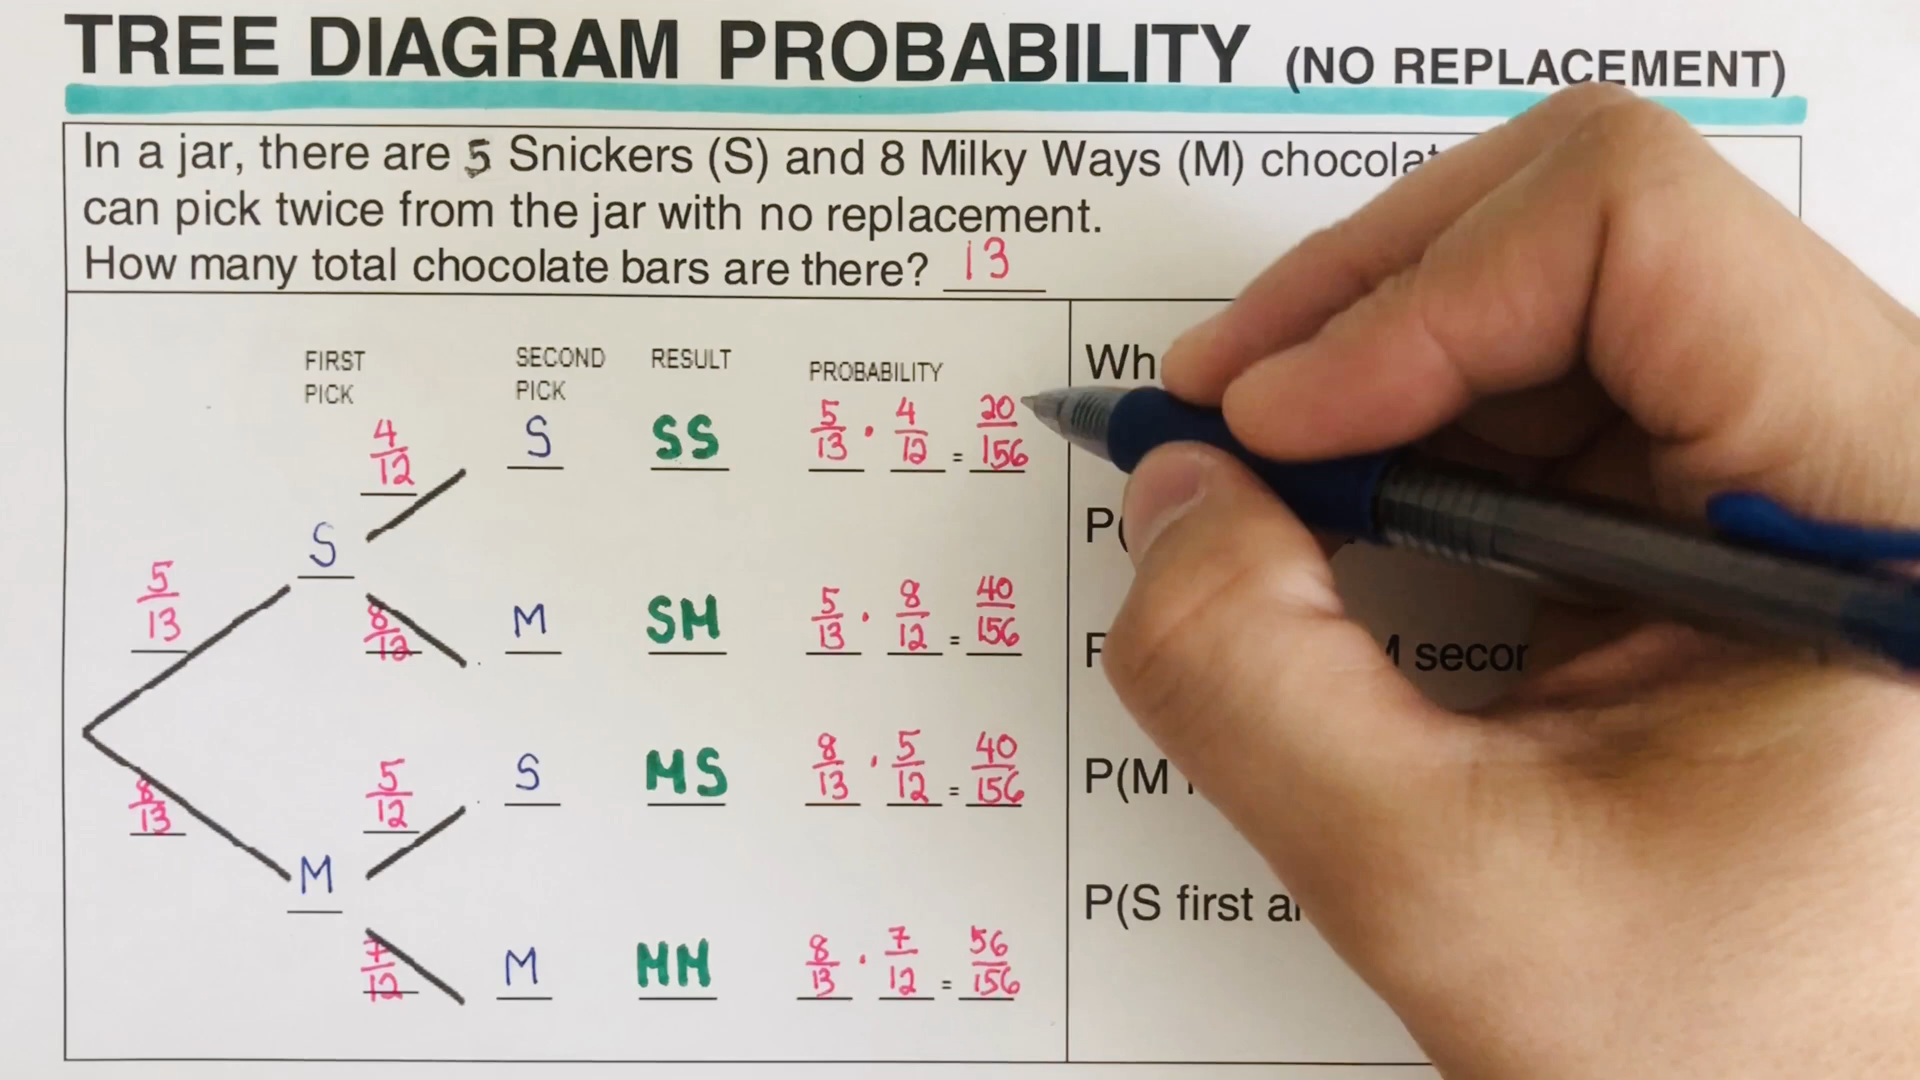 TREE DIAGRAM PROBABILITY (NO REPLACEMENT)
In a jar, there are 5 Snickers (S) and 8 Milky Ways (M)
can pick twice from the jar with no replacement.
How many total chocolate bars are there? 13
FIRST PICK
SECOND PICK
RESULT
PROBABILITY
5/13
S
4/12
S
SS
5/13 · 4/12 = 20/156
8/12
M
SM
5/13 · 8/12 = 40/156
8/13
M
5/12
S
MS
8/13 · 5/12 = 40/156
7/12
M
MM
8/13 · 7/12 = 56/156
P(
P(M
P(S first